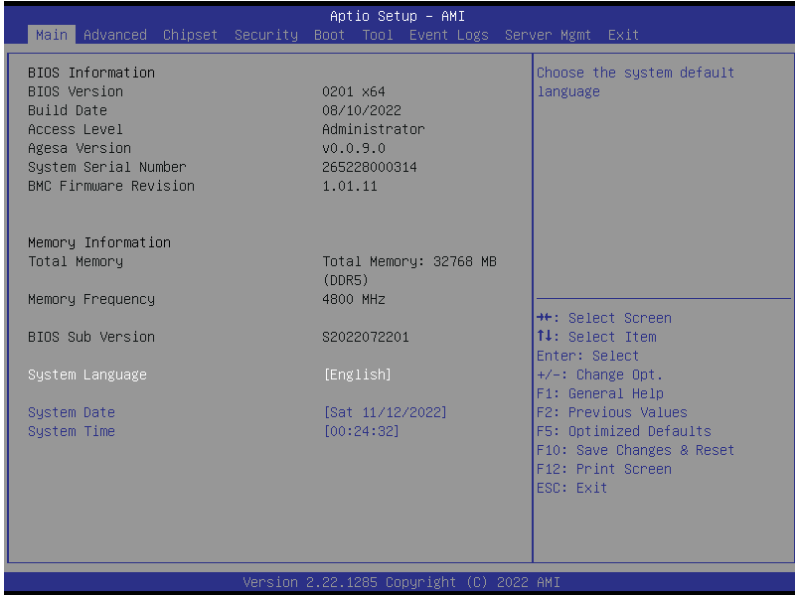 Aptio Setup – AMI
Main Advanced Chipset Security Boot Tool Event Logs Server Mgmt Exit
BIOS Information
BIOS Version 0201 x64
Build Date 08/10/2022
Access Level Administrator
Agesa Version v0.0.9.0
System Serial Number 265228000314
BMC Firmware Revision 1.01.11
Memory Information
Total Memory Total Memory: 32768 MB
(DDR5)
Memory Frequency 4800 MHz
BIOS Sub Version S2022072201
System Language [English]
System Date [Sat 11/12/2022]
System Time [00:24:32]
Choose the system default
language
→←: Select Screen
↑↓: Select Item
Enter: Select
+/-: Change Opt.
F1: General Help
F2: Previous Values
F5: Optimized Defaults
F10: Save Changes & Reset
F12: Print Screen
ESC: Exit
Version 2.22.1285 Copyright (C) 2022 AMI